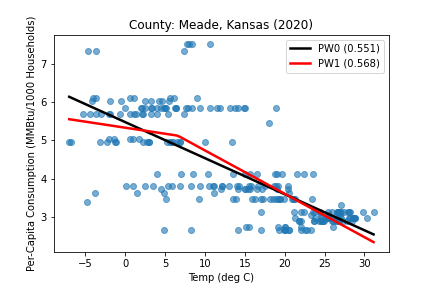 County: Meade, Kansas (2020)
PW0 (0.551)
PW1 (0.568)
Per-Capita Consumption (MMBtu/1000 Households)
7
6
5
4
3
−5
0
5
10
15
20
25
30
Temp (deg C)